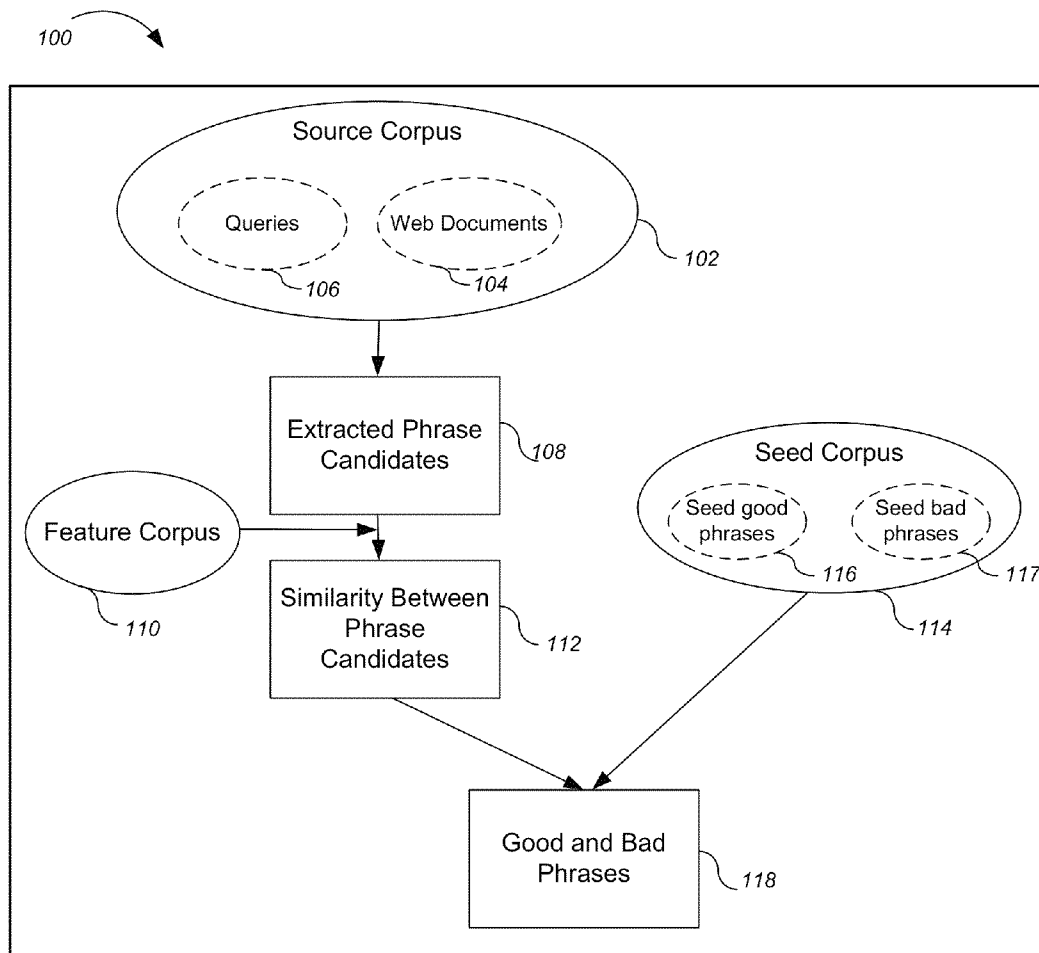 100
Source Corpus
Queries
Web Documents
102
106
104
Extracted Phrase
Candidates
108
Seed Corpus
Feature Corpus
Seed good
phrases
Seed bad
phrases
116
117
110
Similarity Between
Phrase
Candidates
112
114
Good and Bad
Phrases
118